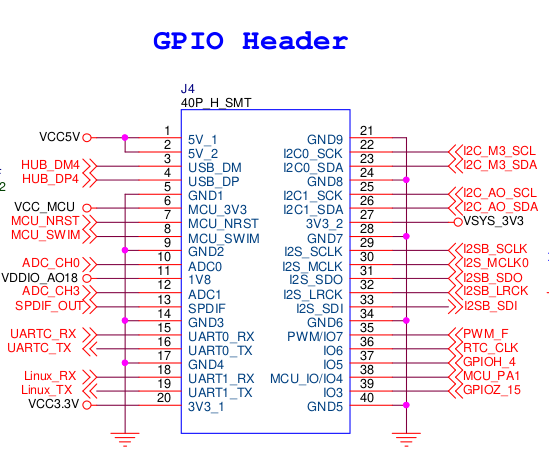 GPIO Header
J4
40P_H_SMT
VCC5V 1 5V_1 GND9 21
2 5V_2 I2C0_SCK 22 I2C_M3_SCL
HUB_DM4 3 USB_DM I2C0_SDA 23 I2C_M3_SDA
HUB_DP4 4 USB_DP GND8 24
2 5 GND1 I2C1_SCK 25 I2C_AO_SCL
VCC_MCU 6 MCU_3V3 I2C1_SDA 26 I2C_AO_SDA
MCU_NRST 7 MCU_NRST 3V3_2 27 VSYS_3V3
MCU_SWIM 8 MCU_SWIM GND7 28
9 GND2 I2S_SCLK 29 I2SB_SCLK
ADC_CH0 10 ADC0 I2S_MCLK 30 I2S_MCLK0
VDDIO_AO18 11 1V8 I2S_SDO 31 I2SB_SDO
ADC_CH3 12 ADC1 I2S_LRCK 32 I2SB_LRCK
SPDIF_OUT 13 SPDIF I2S_SDI 33 I2SB_SDI
14 GND3 GND6 34
UARTC_RX 15 UART0_RX PWM/IO7 35 PWM_F
UARTC_TX 16 UART0_TX IO6 36 RTC_CLK
17 GND4 IO5 37 GPIOH_4
Linux_RX 18 UART1_RX MCU_IO/IO4 38 MCU_PA1
Linux_TX 19 UART1_TX IO3 39 GPIOZ_15
VCC3.3V 20 3V3_1 GND5 40